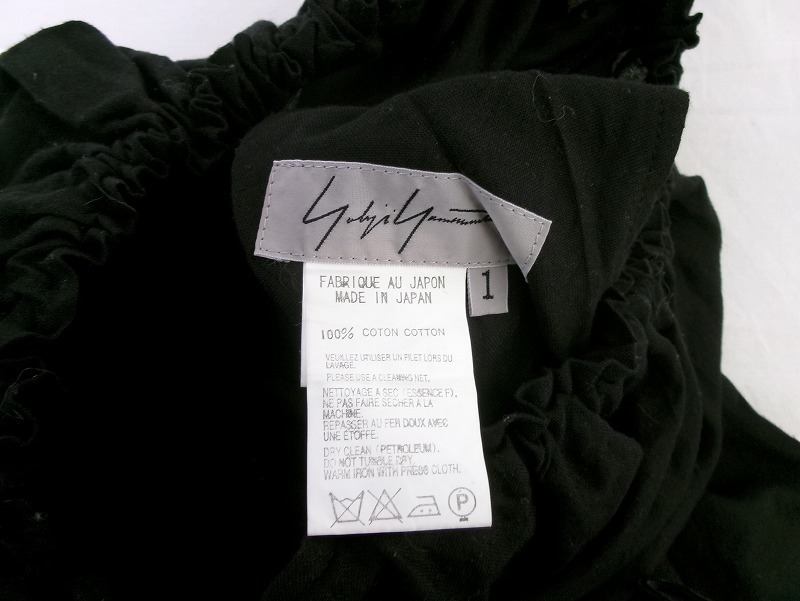 Yohji Yamamoto
1
FABRIQUE AU JAPON
MADE IN JAPAN
100% COTON COTTON
VEUILLEZ UTILISER UN FILET LORS DU
LAVAGE.
PLEASE USE A CLEANING NET.
NETTOYAGE A SEC (ESSENCE F).
NE PAS FAIRE SECHER A LA
MACHINE.
REPASSER AU FER DOUX AVEC
UNE ETOFFE.
DRY CLEAN (PETROLEUM).
DO NOT TUMBLE DRY.
WARM IRON WITH PRESS CLOTH.
P